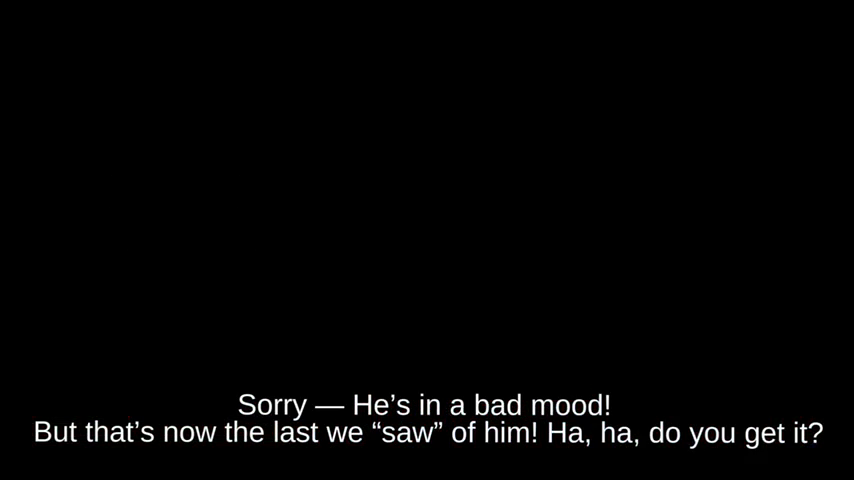 Sorry — He’s in a bad mood!
But that’s now the last we “saw” of him! Ha, ha, do you get it?